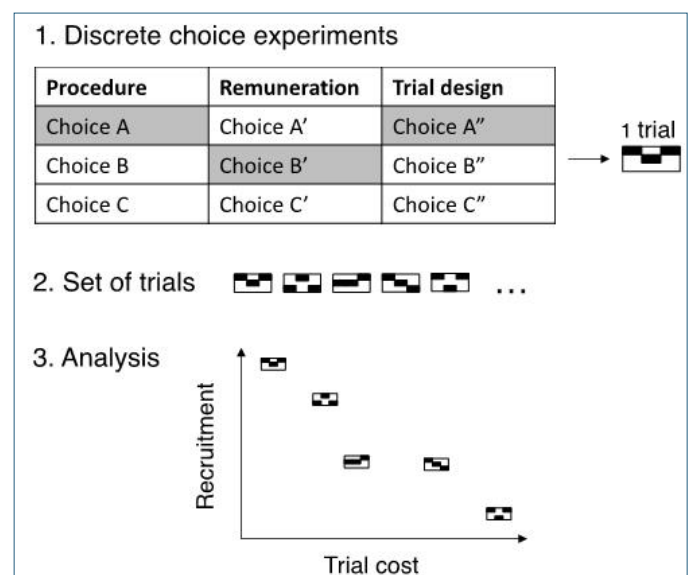 1. Discrete choice experiments
Procedure Remuneration Trial design
Choice A Choice A′ Choice A″
1 trial
Choice B Choice B′ Choice B″
Choice C Choice C′ Choice C″
2. Set of trials ...
3. Analysis
Recruitment
Trial cost